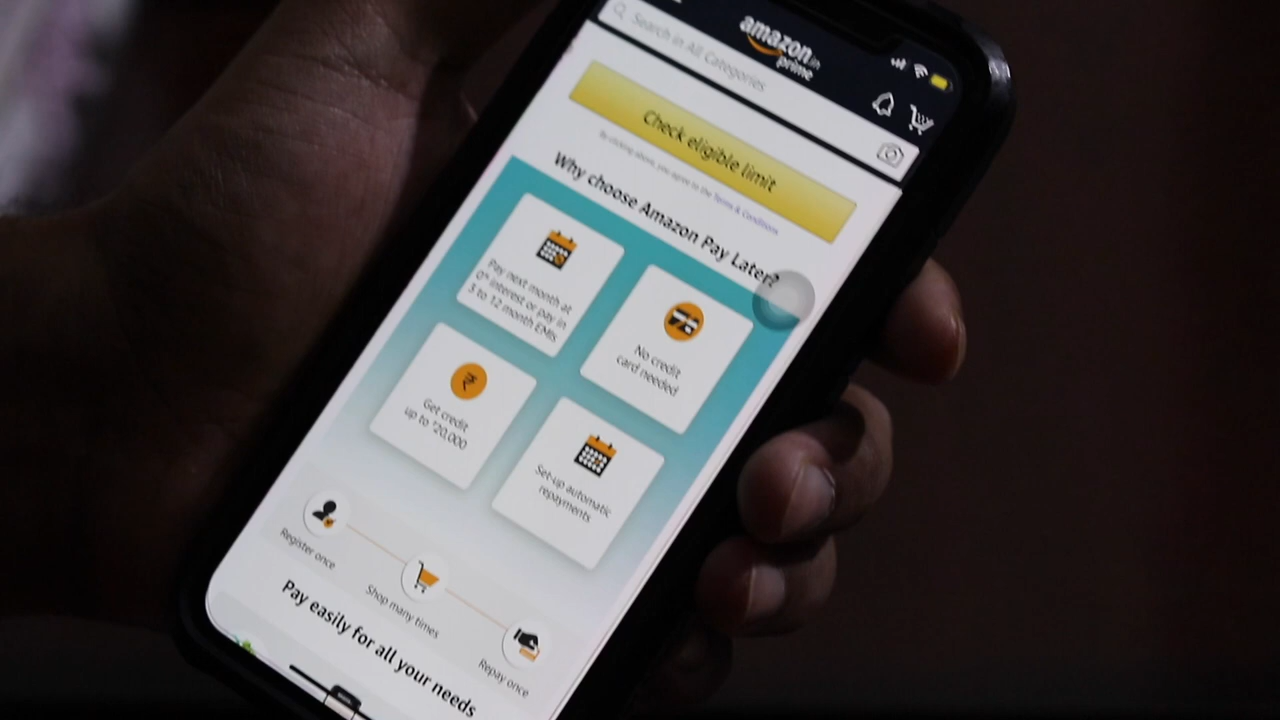 amazon.in
prime
Search in All Categories
Check eligible limit
By clicking above, you agree to the Terms & Conditions
Why choose Amazon Pay Later?
Pay next month at
0* interest or pay in
3 to 12 month EMIs
No credit
card needed
Get credit
up to ₹20,000
Set-up automatic
repayments
Register once
Shop many times
Repay once
Pay easily for all your needs